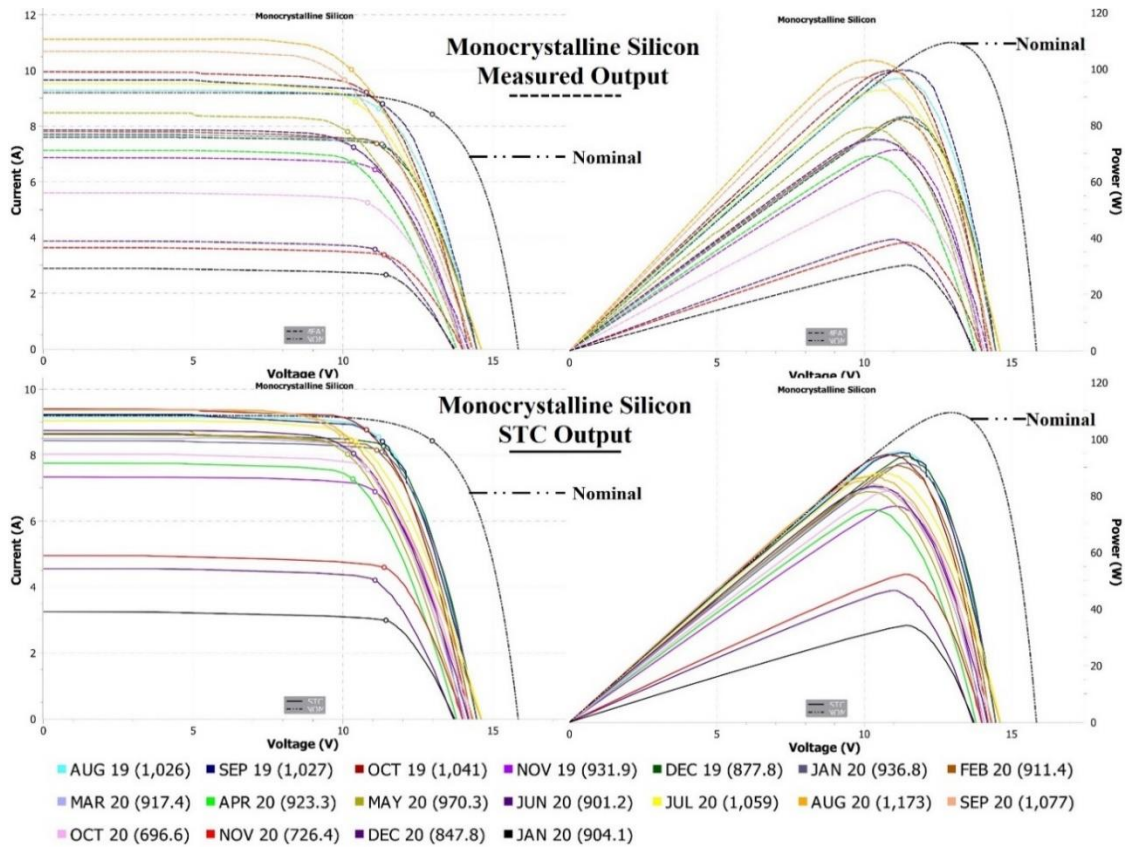 Monocrystalline Silicon
12
10
8
6
4
2
0
Current (A)
0
5
10
15
Voltage (V)
Monocrystalline Silicon
Measured Output
Nominal
Monocrystalline Silicon
Nominal
120
100
80
60
40
20
0
Power (W)
5
10
15
Voltage (V)
Monocrystalline Silicon
10
8
6
4
2
0
Current (A)
0
5
10
15
Voltage (V)
Monocrystalline Silicon
STC Output
Nominal
STC
Monocrystalline Silicon
Nominal
120
100
80
60
40
20
0
Power (W)
0
5
10
15
Voltage (V)
STC
AUG 19 (1,026) SEP 19 (1,027) OCT 19 (1,041) NOV 19 (931.9) DEC 19 (877.8) JAN 20 (936.8) FEB 20 (911.4)
MAR 20 (917.4) APR 20 (923.3) MAY 20 (970.3) JUN 20 (901.2) JUL 20 (1,059) AUG 20 (1,173) SEP 20 (1,077)
OCT 20 (696.6) NOV 20 (726.4) DEC 20 (847.8) JAN 20 (904.1)